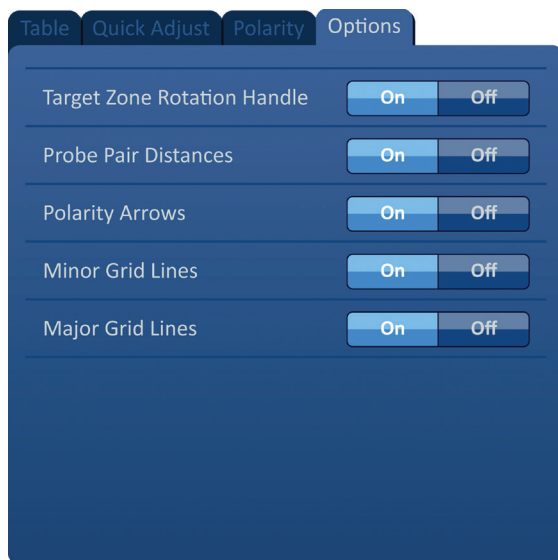 Table Quick Adjust Polarity Options
Target Zone Rotation Handle On Off
Probe Pair Distances On Off
Polarity Arrows On Off
Minor Grid Lines On Off
Major Grid Lines On Off